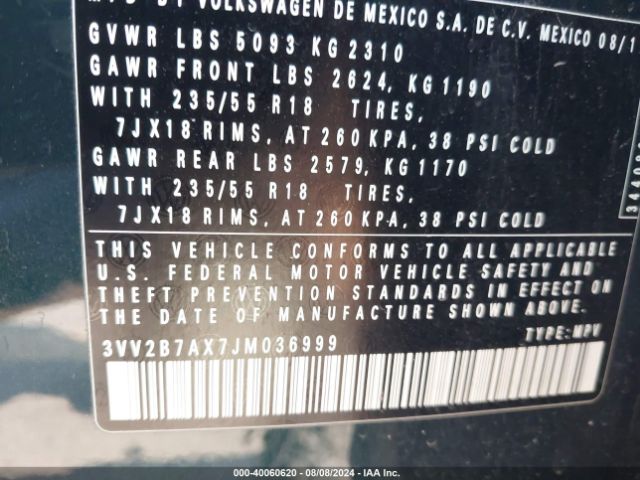 BY VOLKSWAGEN DE MEXICO S.A. DE C.V. MEXICO 08/1
GVWR LBS 5093 KG 2310
GAWR FRONT LBS 2624, KG 1190
WITH 235/55 R18 TIRES,
7JX18 RIMS, AT 260 KPA, 38 PSI COLD
GAWR REAR LBS 2579, KG 1170
WITH 235/55 R18 TIRES,
7JX18 RIMS, AT 260 KPA, 38 PSI COLD
THIS VEHICLE CONFORMS TO ALL APPLICABLE
U.S. FEDERAL MOTOR VEHICLE SAFETY AND
THEFT PREVENTION STANDARDS IN EFFECT ON
THE DATE OF MANUFACTURE SHOWN ABOVE.
3VV2B7AX7JM036999 TYPE: MPV
000-40060620 - 08/08/2024 - IAA Inc.